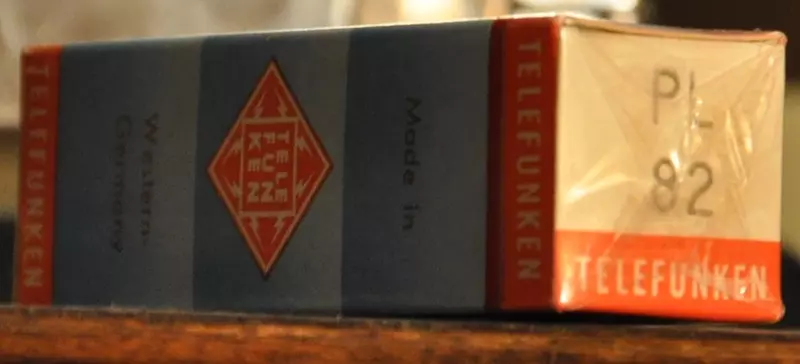 TELEFUNKEN
Western-
Germany
TELE
FUN
KEN
Made in
TELEFUNKEN
PL
82
TELEFUNKEN